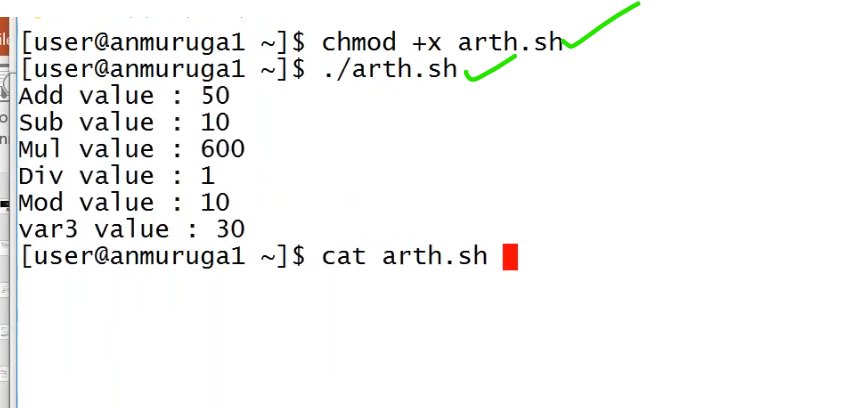 [user@anmuruga1 ~]$ chmod +x arth.sh
[user@anmuruga1 ~]$ ./arth.sh
Add value : 50
Sub value : 10
Mul value : 600
Div value : 1
Mod value : 10
var3 value : 30
[user@anmuruga1 ~]$ cat arth.sh